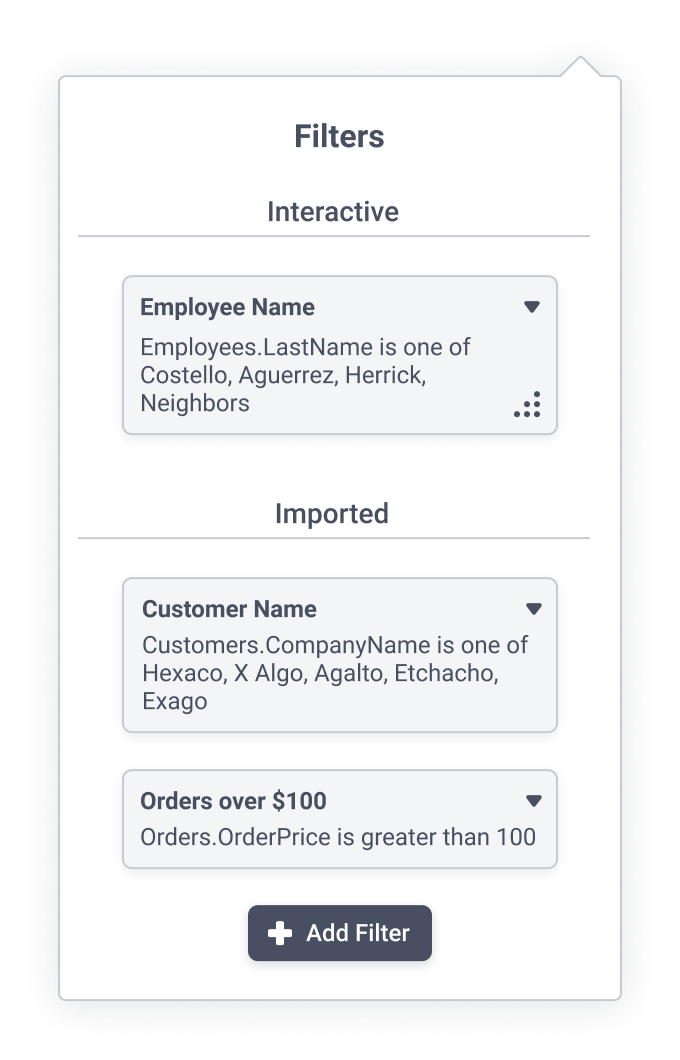 Filters
Interactive
Employee Name
Employees.LastName is one of
Costello, Aguerrez, Herrick,
Neighbors
Imported
Customer Name
Customers.CompanyName is one of
Hexaco, X Algo, Agalto, Etchacho,
Exago
Orders over $100
Orders.OrderPrice is greater than 100
Add Filter